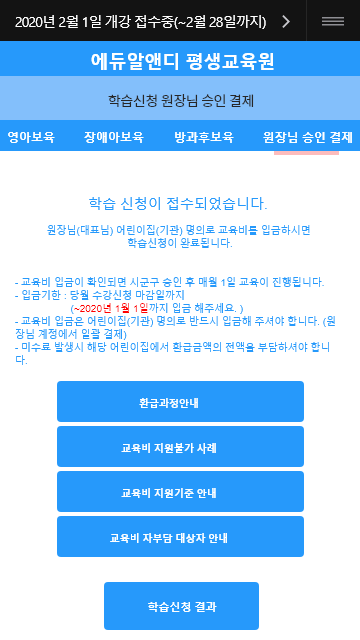 2020년 2월 1일 개강 접수중(~2월 28일까지)
에듀알앤디 평생교육원
학습신청 원장님 승인 결제
영아보육 장애아보육 방과후보육 원장님 승인 결제
학습 신청이 접수되었습니다.
원장님(대표님) 어린이집(기관) 명의로 교육비를 입금하시면
학습신청이 완료됩니다.
- 교육비 입금이 확인되면 시군구 승인 후 매월 1일 교육이 진행됩니다.
- 입금기한 : 당월 수강신청 마감일까지
(~2020년 1월 1일까지 입금 해주세요. )
- 교육비 입금은 어린이집(기관) 명의로 반드시 입금해 주셔야 합니다. (원
장님 계정에서 일괄 결제)
- 미수료 발생시 해당 어린이집에서 환급금액의 전액을 부담하셔야 합니
다.
환급과정안내
교육비 지원불가 사례
교육비 지원기준 안내
교육비 자부담 대상자 안내
학습신청 결과